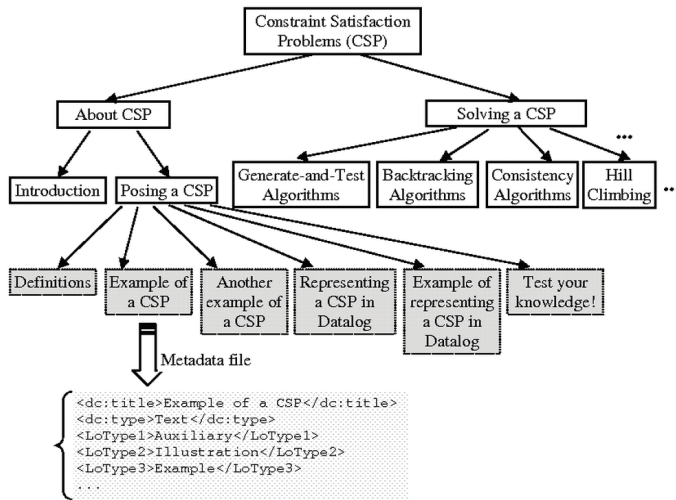 Constraint Satisfaction
Problems (CSP)
About CSP
Solving a CSP
...
Introduction
Posing a CSP
Generate-and-Test
Algorithms
Backtracking
Algorithms
Consistency
Algorithms
Hill
Climbing
..
Definitions
Example of
a CSP
Another
example of
a CSP
Representing
a CSP in
Datalog
Example of
representing
a CSP in
Datalog
Test your
knowledge!
Metadata file
<dc:title>Example of a CSP</dc:title>
<dc:type>Text</dc:type>
<LoType1>Auxiliary</LoType1>
<LoType2>Illustration</LoType2>
<LoType3>Example</LoType3>
...